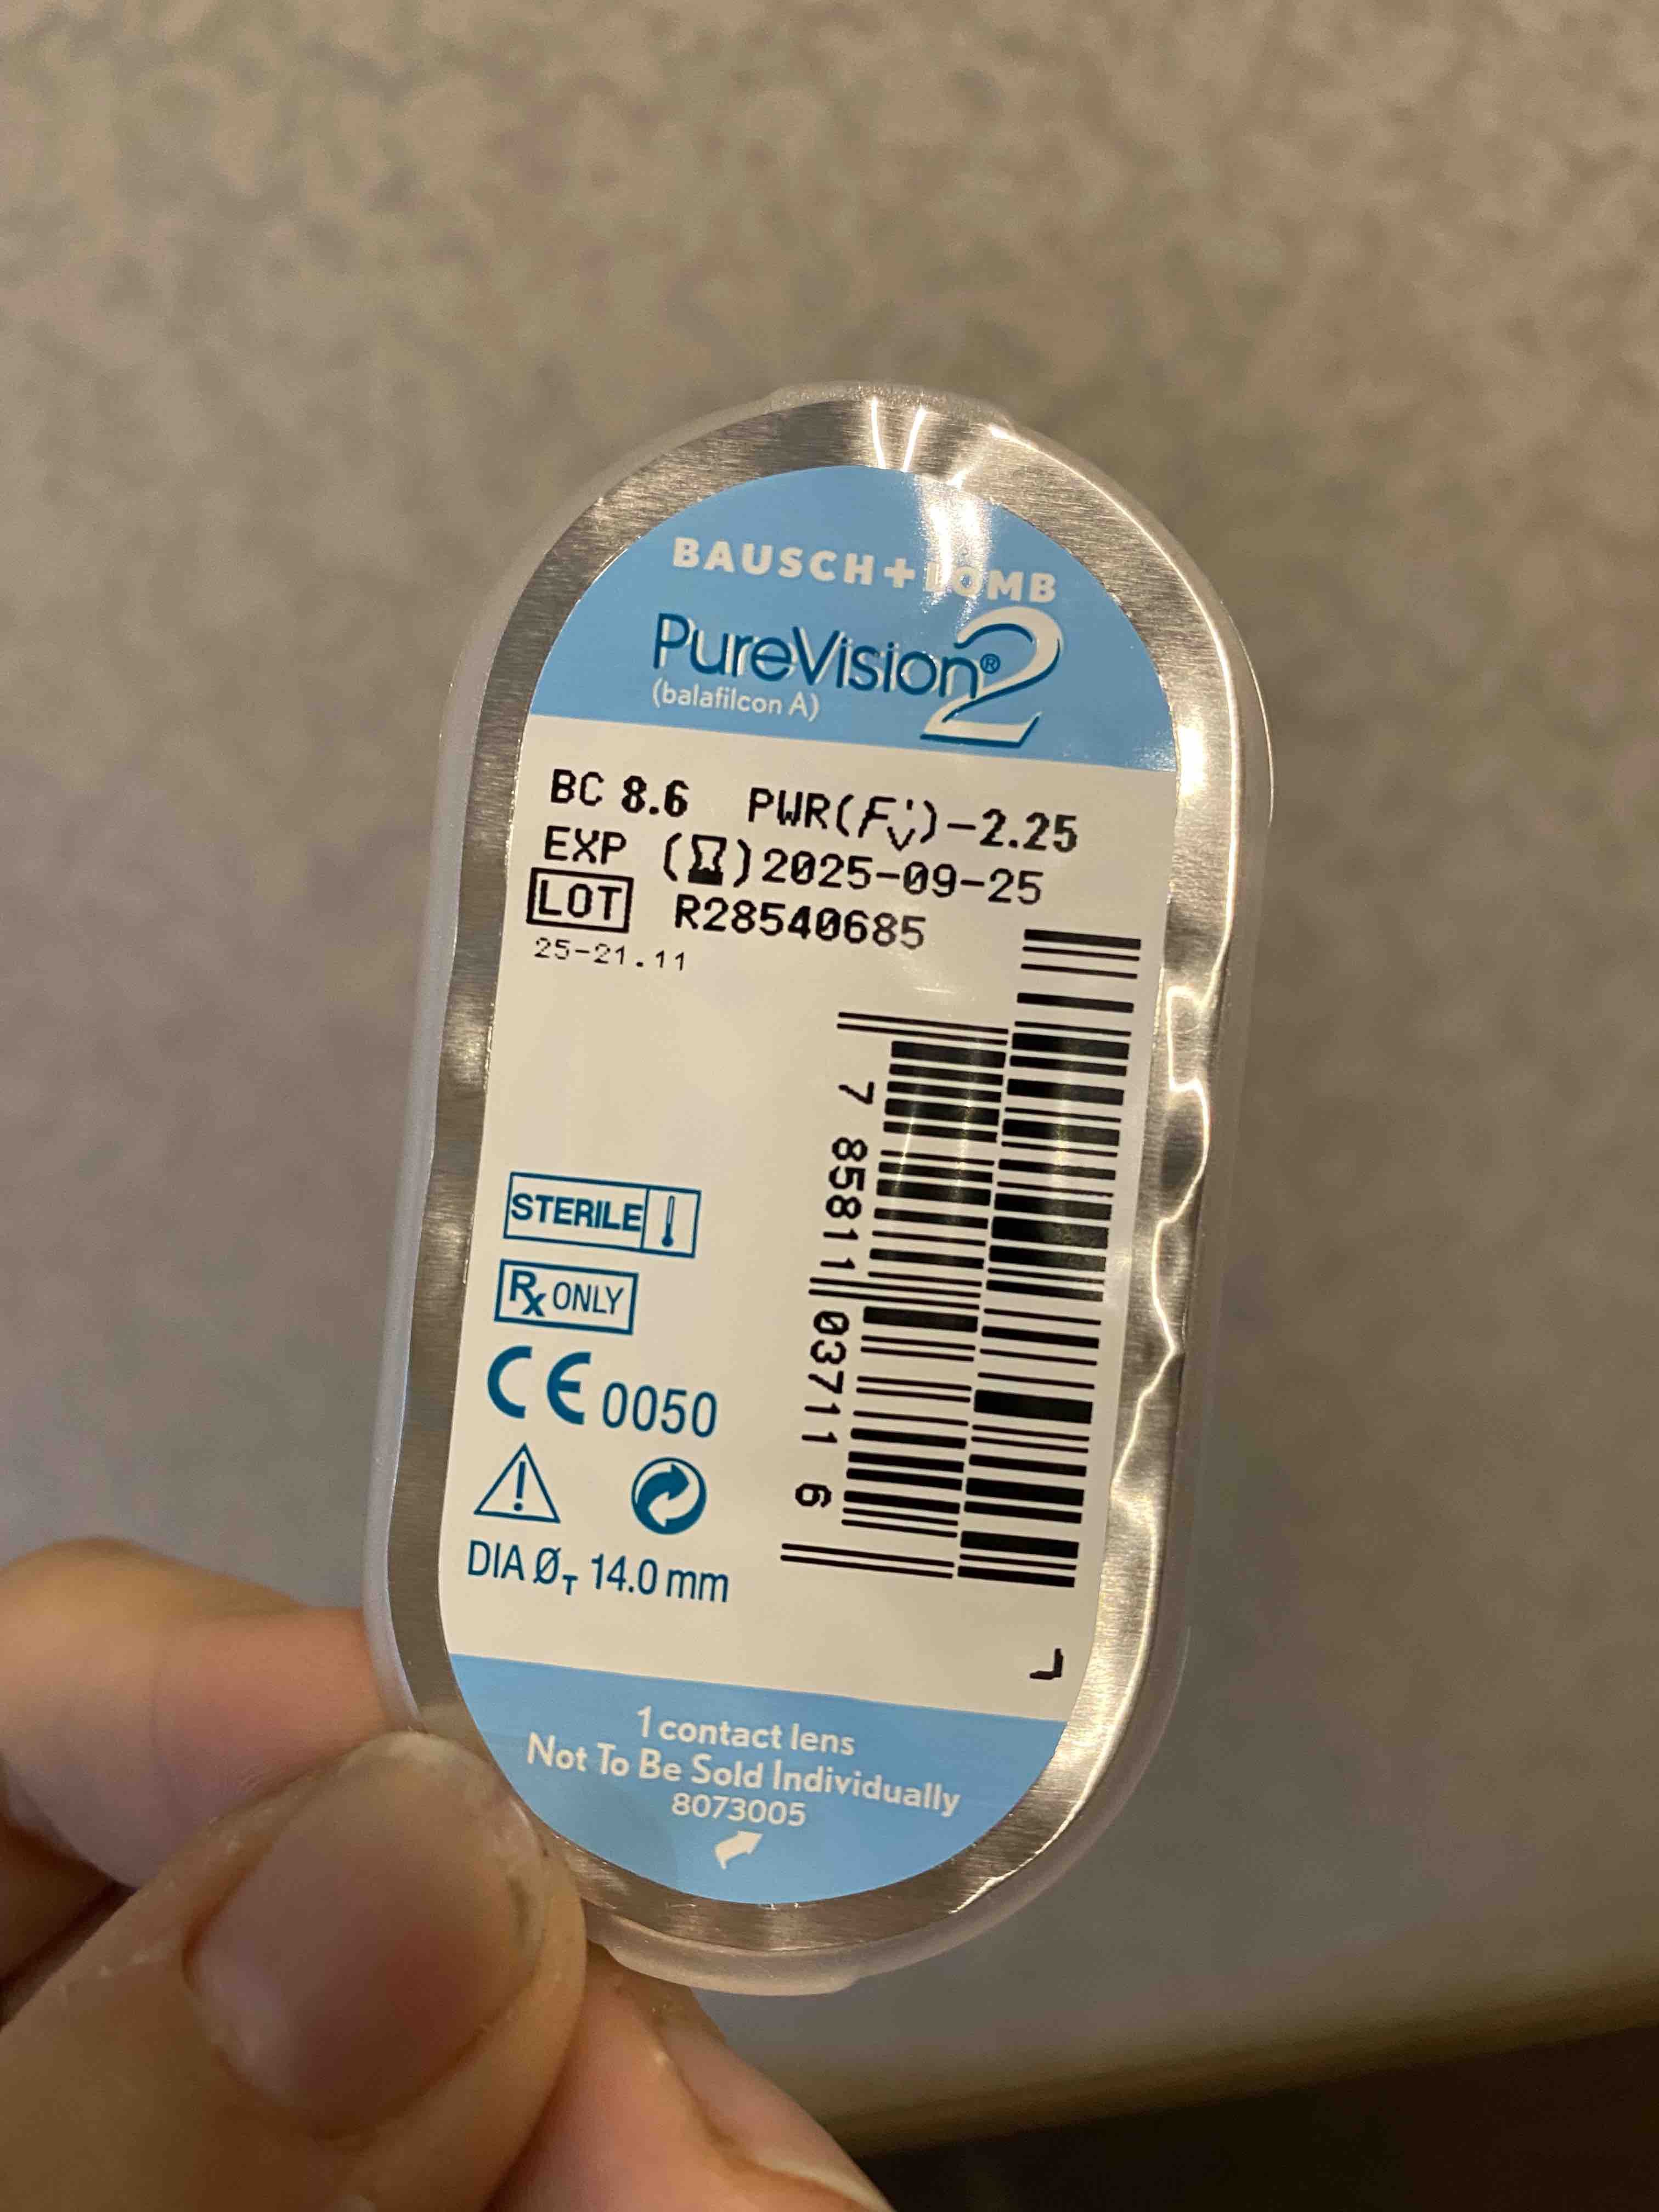 BAUSCH+LOMB
PureVision®2
(balafilcon A)
BC 8.6 PWR(F'v)-2.25
EXP 2025-09-25
LOT R28540685
25-21.11
7 85811 03711 6
STERILE
Rx ONLY
CE 0050
DIA ØT 14.0 mm
L
1 contact lens
Not To Be Sold Individually
8073005